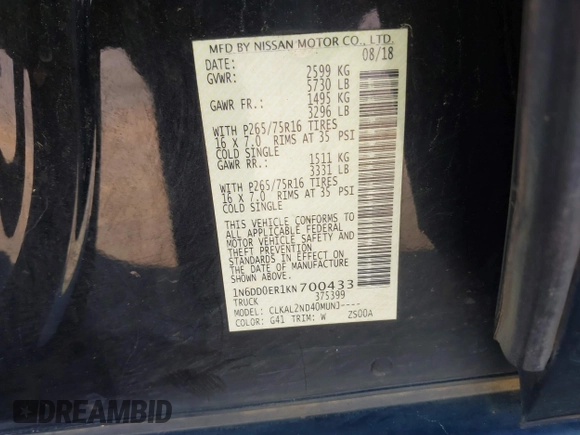 MFD BY NISSAN MOTOR CO., LTD.
DATE: 08/18
GVWR: 2599 KG
5730 LB
GAWR FR.: 1495 KG
3296 LB
WITH P265/75R16 TIRES
16 X 7.0 RIMS AT 35 PSI
COLD SINGLE
GAWR RR.: 1511 KG
3331 LB
WITH P265/75R16 TIRES
16 X 7.0 RIMS AT 35 PSI
COLD SINGLE
THIS VEHICLE CONFORMS TO
ALL APPLICABLE FEDERAL
MOTOR VEHICLE SAFETY AND
THEFT PREVENTION
STANDARDS IN EFFECT ON
THE DATE OF MANUFACTURE
SHOWN ABOVE.
1N6DD0ER1KN700433
TRUCK 375399
MODEL: CLKAL2ND40MUNJ----
COLOR: G41 TRIM: W ZS00A
DREAMBID